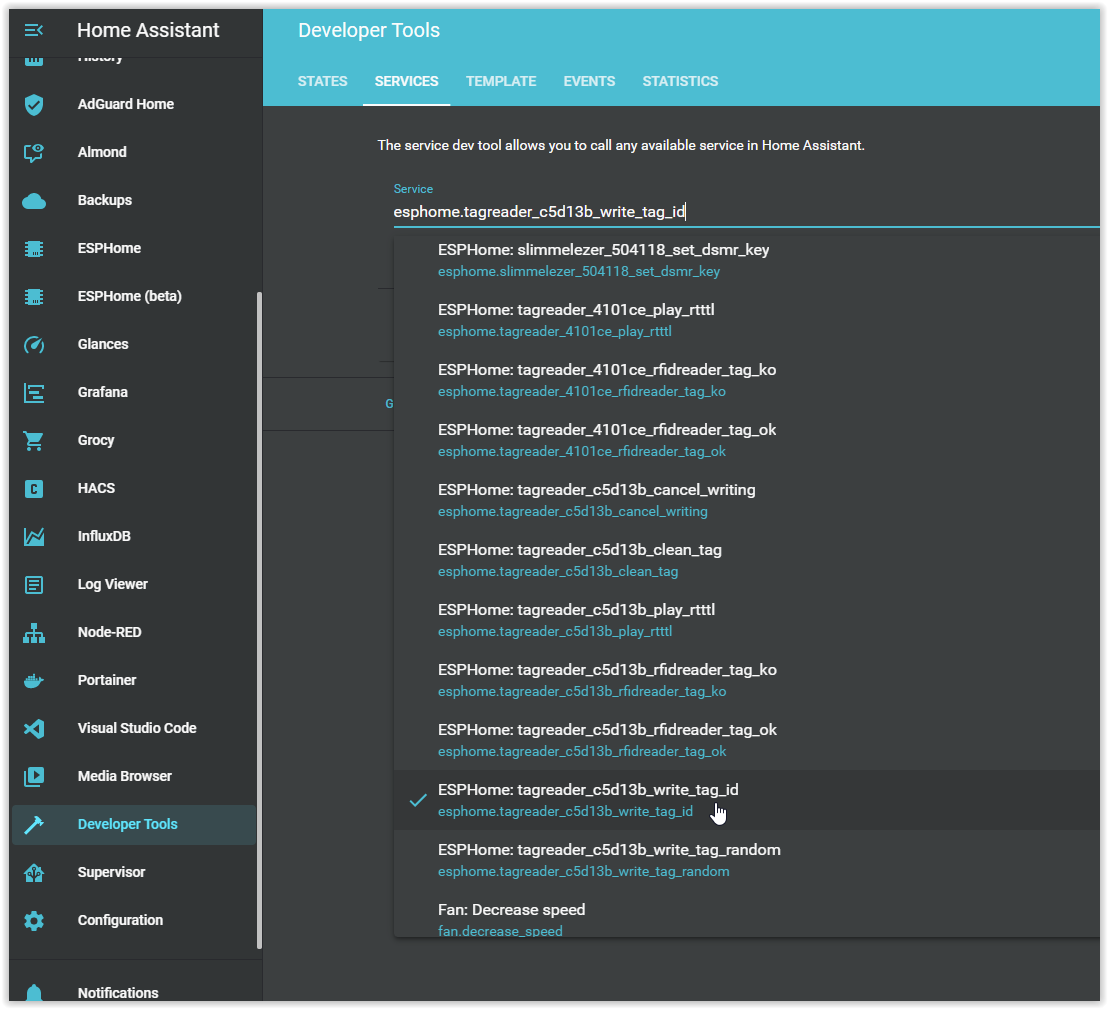 Home Assistant
History
AdGuard Home
Almond
Backups
ESPHome
ESPHome (beta)
Glances
Grafana
Grocy
HACS
InfluxDB
Log Viewer
Node-RED
Portainer
Visual Studio Code
Media Browser
Developer Tools
Supervisor
Configuration
Notifications
Developer Tools
STATES
SERVICES
TEMPLATE
EVENTS
STATISTICS
The service dev tool allows you to call any available service in Home Assistant.
Service
esphome.tagreader_c5d13b_write_tag_id
G
ESPHome: slimmelezer_504118_set_dsmr_key
esphome.slimmelezer_504118_set_dsmr_key
ESPHome: tagreader_4101ce_play_rtttl
esphome.tagreader_4101ce_play_rtttl
ESPHome: tagreader_4101ce_rfidreader_tag_ko
esphome.tagreader_4101ce_rfidreader_tag_ko
ESPHome: tagreader_4101ce_rfidreader_tag_ok
esphome.tagreader_4101ce_rfidreader_tag_ok
ESPHome: tagreader_c5d13b_cancel_writing
esphome.tagreader_c5d13b_cancel_writing
ESPHome: tagreader_c5d13b_clean_tag
esphome.tagreader_c5d13b_clean_tag
ESPHome: tagreader_c5d13b_play_rtttl
esphome.tagreader_c5d13b_play_rtttl
ESPHome: tagreader_c5d13b_rfidreader_tag_ko
esphome.tagreader_c5d13b_rfidreader_tag_ko
ESPHome: tagreader_c5d13b_rfidreader_tag_ok
esphome.tagreader_c5d13b_rfidreader_tag_ok
ESPHome: tagreader_c5d13b_write_tag_id
esphome.tagreader_c5d13b_write_tag_id
ESPHome: tagreader_c5d13b_write_tag_random
esphome.tagreader_c5d13b_write_tag_random
Fan: Decrease speed
fan.decrease_speed